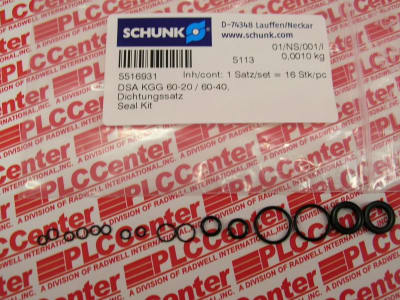 SCHUNK
D-74348 Lauffen/Neckar
www.schunk.com
01/NS/001/I
5113 0,0010 kg
5516931 Inh/cont: 1 Satz/set = 16 Stk/pc
DSA KGG 60-20 / 60-40,
Dichtungssatz
Seal Kit
PLCCenter
A DIVISION OF RADWELL INTERNATIONAL, INC.